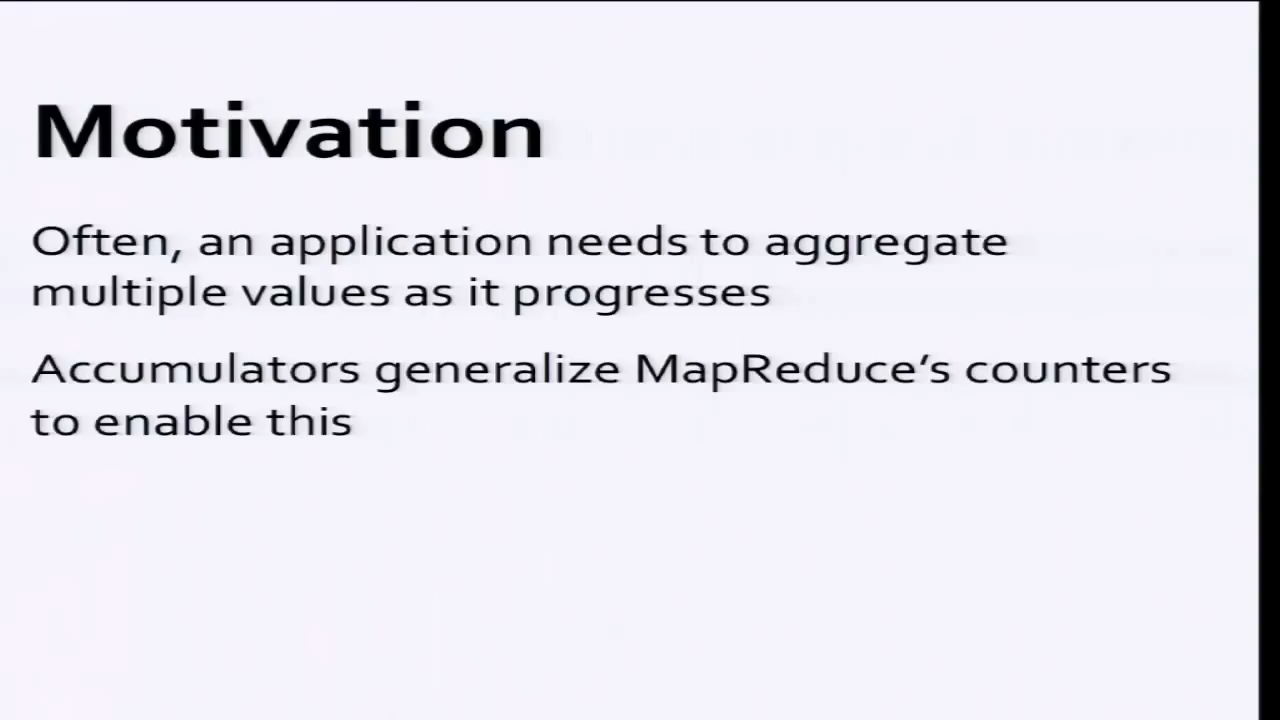 Motivation
Often, an application needs to aggregate
multiple values as it progresses
Accumulators generalize MapReduce’s counters
to enable this